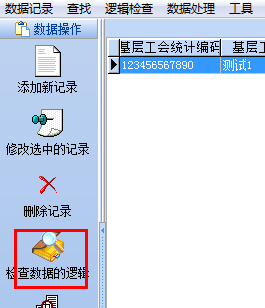 数据记录 查找 逻辑检查 数据处理 工具
数据操作
添加新记录
修改选中的记录
删除记录
检查数据的逻辑
基层工会统计编码 基层工
123456567890 测试1